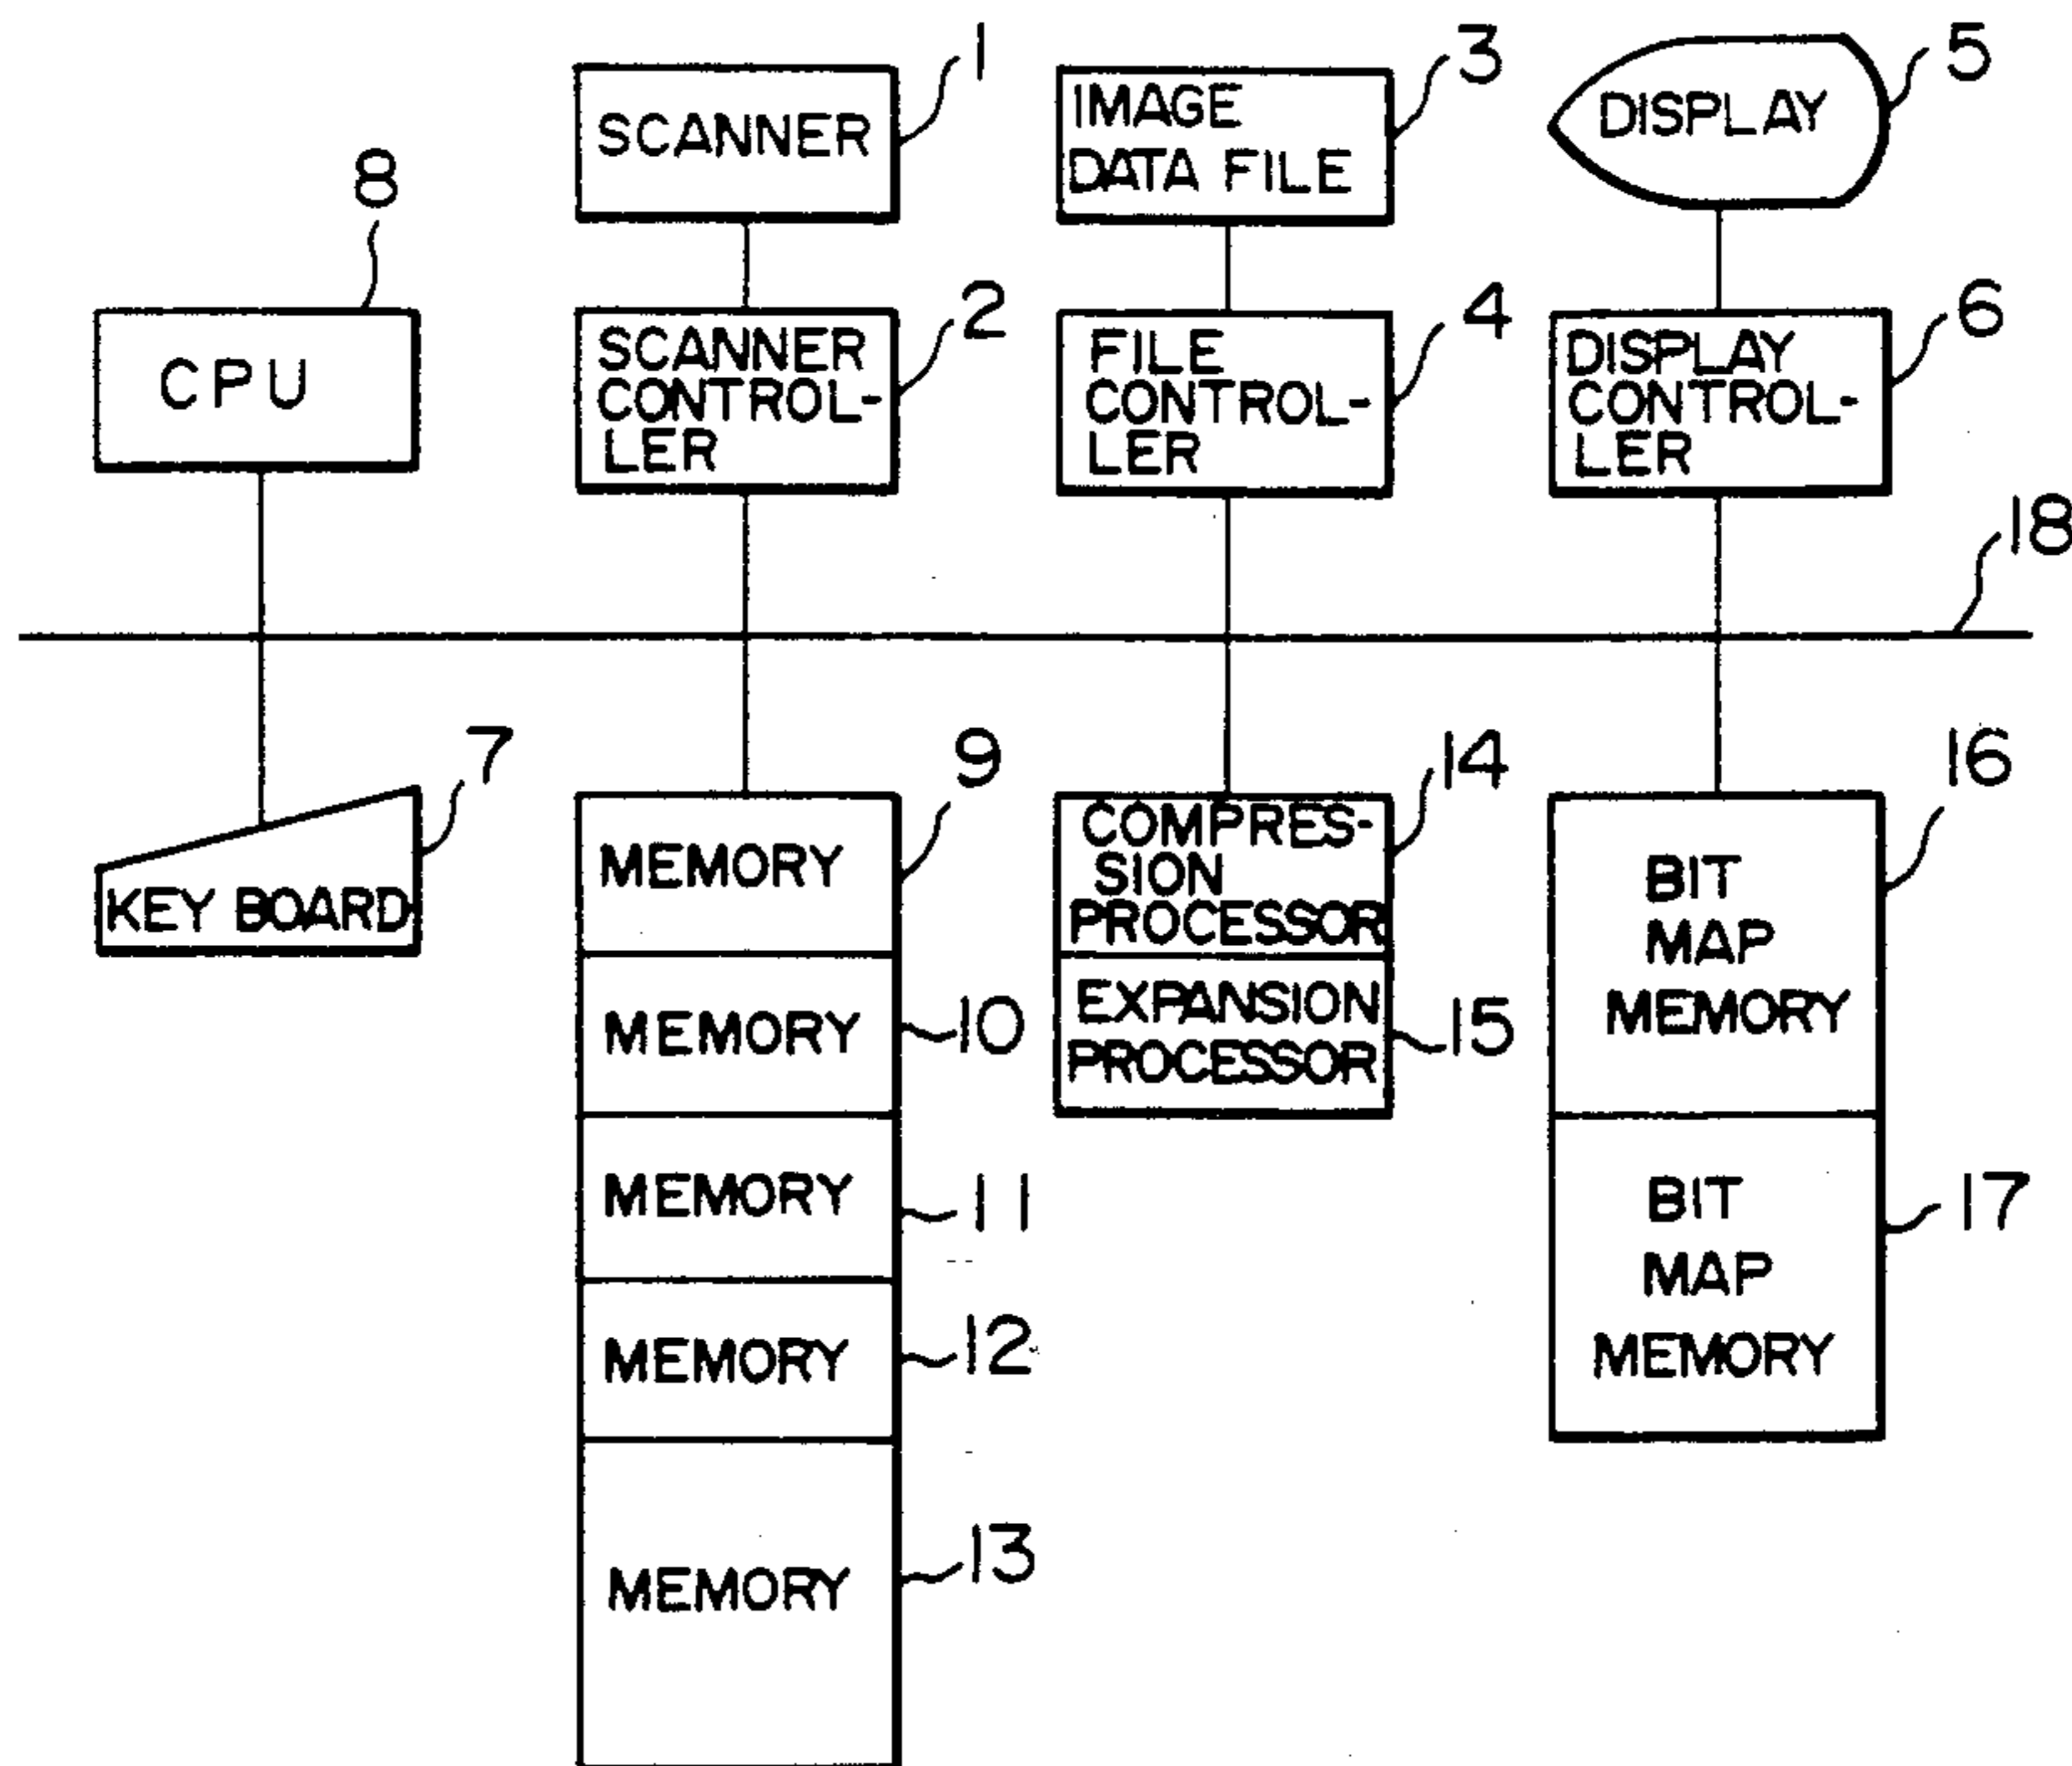 1
SCANNER
3
IMAGE
DATA FILE
5
DISPLAY
8
CPU
2
SCANNER
CONTROL-
LER
4
FILE
CONTROL-
LER
6
DISPLAY
CONTROL-
LER
18
7
KEY BOARD
9
MEMORY
10
MEMORY
11
MEMORY
12
MEMORY
13
MEMORY
14
COMPRES-
SION
PROCESSOR
15
EXPANSION
PROCESSOR
16
BIT
MAP
MEMORY
17
BIT
MAP
MEMORY